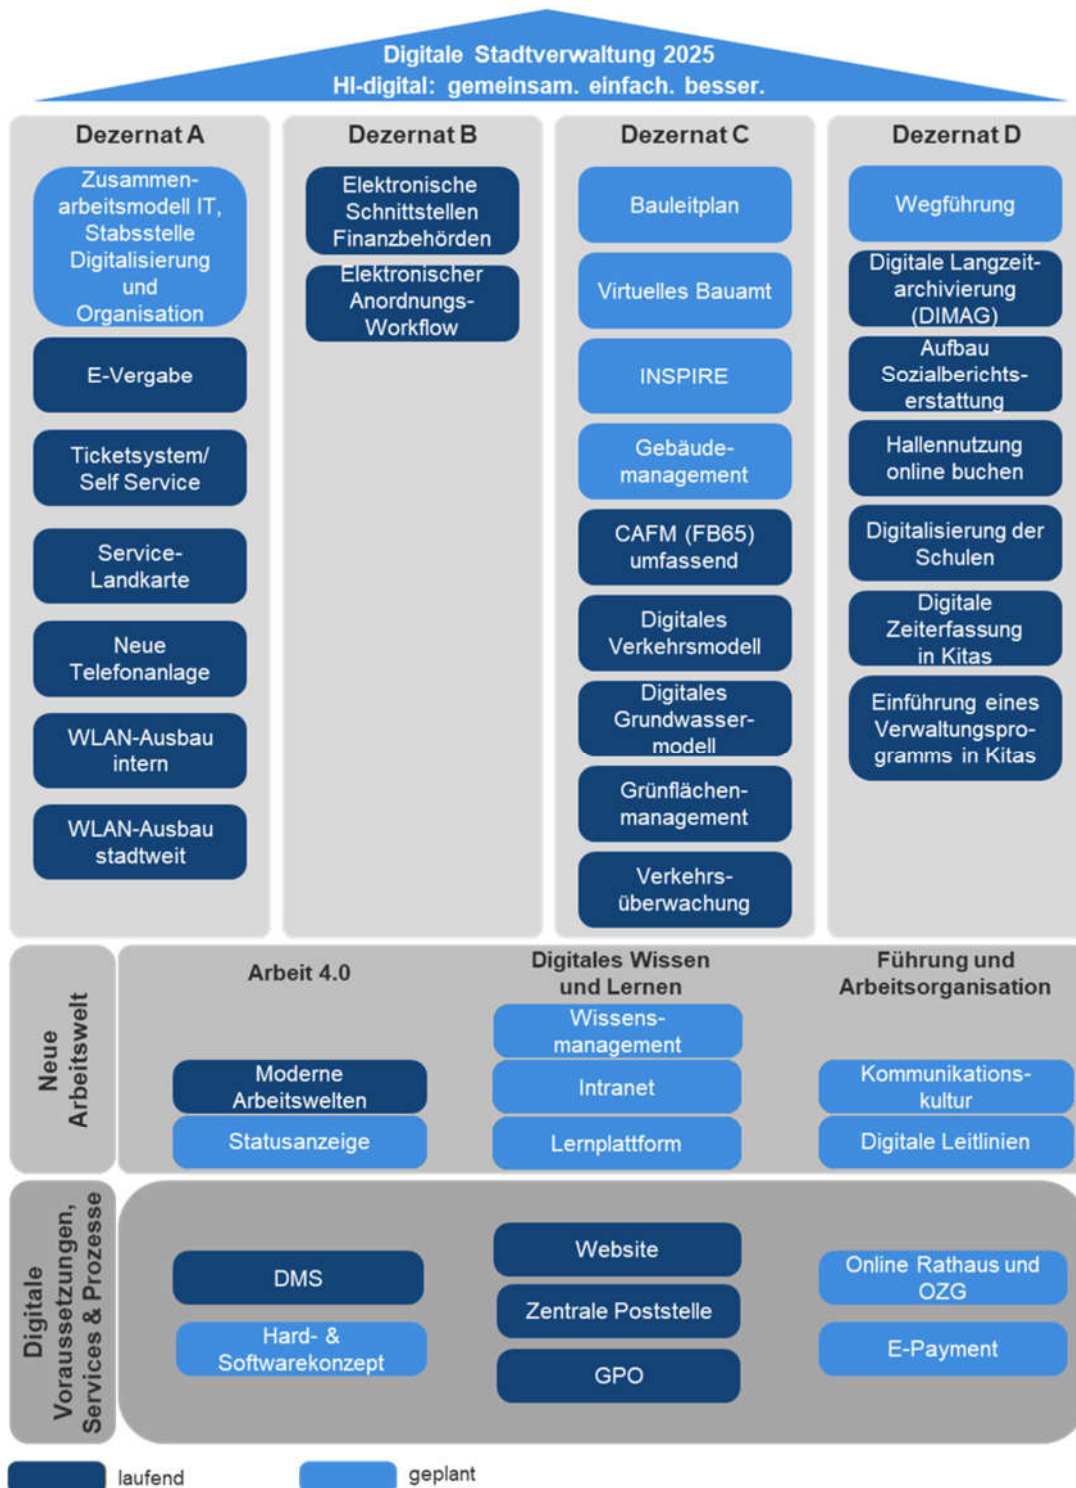 Digitale Stadtverwaltung 2025
HI-digital: gemeinsam. einfach. besser.
Dezernat A
Zusammen-
arbeitsmodell IT,
Stabsstelle
Digitalisierung
und
Organisation
E-Vergabe
Ticketsystem/
Self Service
Service-
Landkarte
Neue
Telefonanlage
WLAN-Ausbau
intern
WLAN-Ausbau
stadtweit
Dezernat B
Elektronische
Schnittstellen
Finanzbehörden
Elektronischer
Anordnungs-
Workflow
Dezernat C
Bauleitplan
Virtuelles Bauamt
INSPIRE
Gebäude-
management
CAFM (FB65)
umfassend
Digitales
Verkehrsmodell
Digitales
Grundwasser-
modell
Grünflächen-
management
Verkehrs-
überwachung
Dezernat D
Wegführung
Digitale Langzeit-
archivierung
(DIMAG)
Aufbau
Sozialberichts-
erstattung
Hallennutzung
online buchen
Digitalisierung der
Schulen
Digitale
Zeiterfassung
in Kitas
Einführung eines
Verwaltungspro-
gramms in Kitas
Neue
Arbeitswelt
Arbeit 4.0
Moderne
Arbeitswelten
Statusanzeige
Digitales Wissen
und Lernen
Wissens-
management
Intranet
Lernplattform
Führung und
Arbeitsorganisation
Kommunikations-
kultur
Digitale Leitlinien
Digitale
Voraussetzungen,
Services & Prozesse
DMS
Hard- &
Softwarekonzept
Website
Zentrale Poststelle
GPO
Online Rathaus und
OZG
E-Payment
laufend
geplant